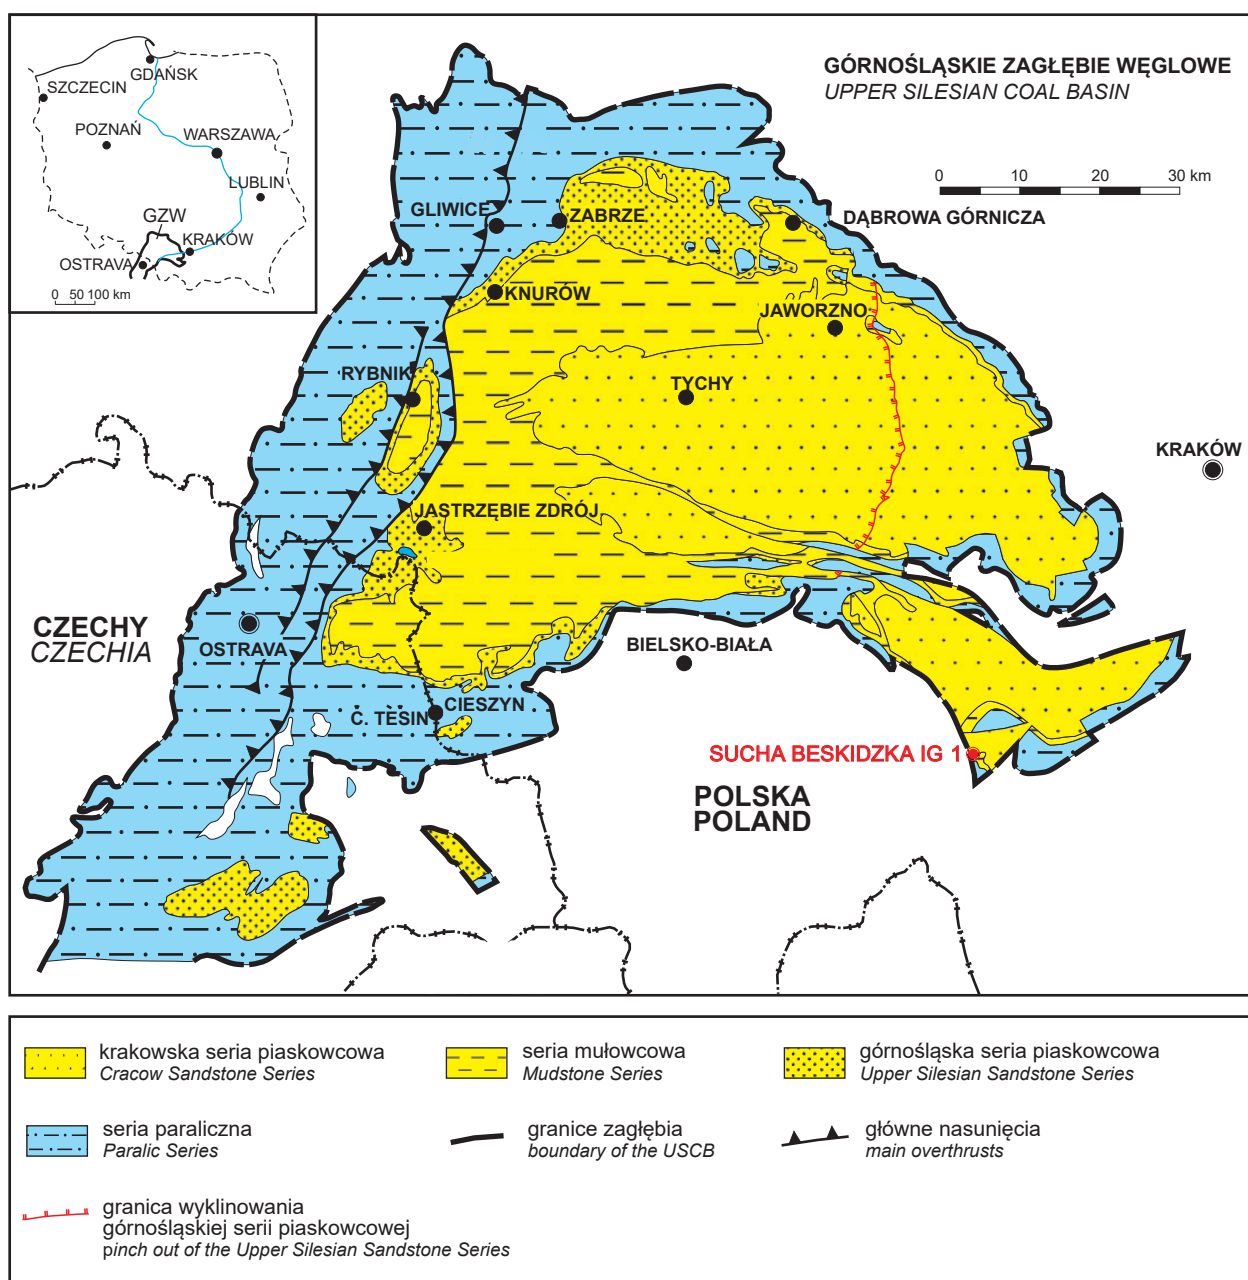 GDAŃSK
SZCZECIN
POZNAŃ
WARSZAWA
LUBLIN
GZW
KRAKÓW
OSTRAVA
0 50 100 km
GÓRNOŚLĄSKIE ZAGŁĘBIE WĘGLOWE
UPPER SILESIAN COAL BASIN
0 10 20 30 km
GLIWICE
ZABRZE
DĄBROWA GÓRNICZA
KNURÓW
JAWORZNO
RYBNIK
TYCHY
KRAKÓW
JASTRZĘBIE ZDRÓJ
CZECHY
CZECHIA
OSTRAVA
BIELSKO-BIAŁA
CIESZYN
Č. TĚSIN
SUCHA BESKIDZKA IG 1
POLSKA
POLAND
krakowska seria piaskowcowa
Cracow Sandstone Series
seria mułowcowa
Mudstone Series
górnośląska seria piaskowcowa
Upper Silesian Sandstone Series
seria paraliczna
Paralic Series
granice zagłębia
boundary of the USCB
główne nasunięcia
main overthrusts
granica wyklinowania
górnośląskiej serii piaskowcowej
pinch out of the Upper Silesian Sandstone Series